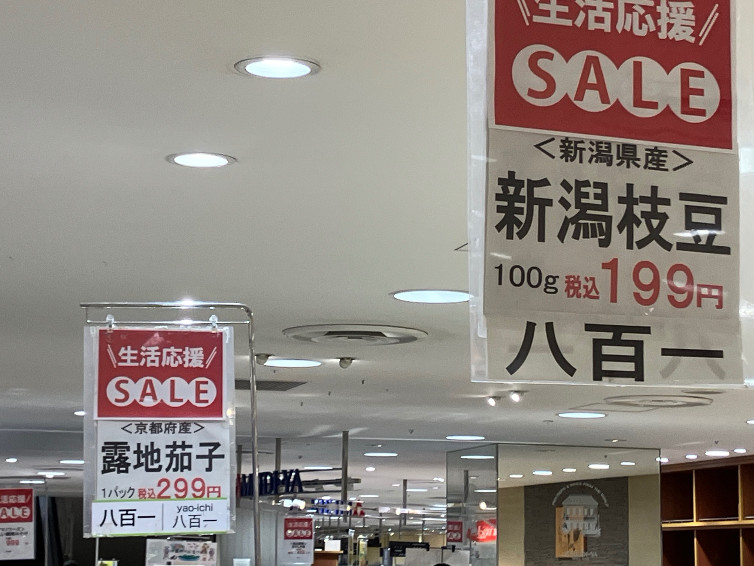 生活応援
SALE
<新潟県産>
新潟枝豆
100g 税込199円
八百一
生活応援
SALE
<京都府産>
露地茄子
1パック税込299円
八百一
yao-ichi
八百一
SALE